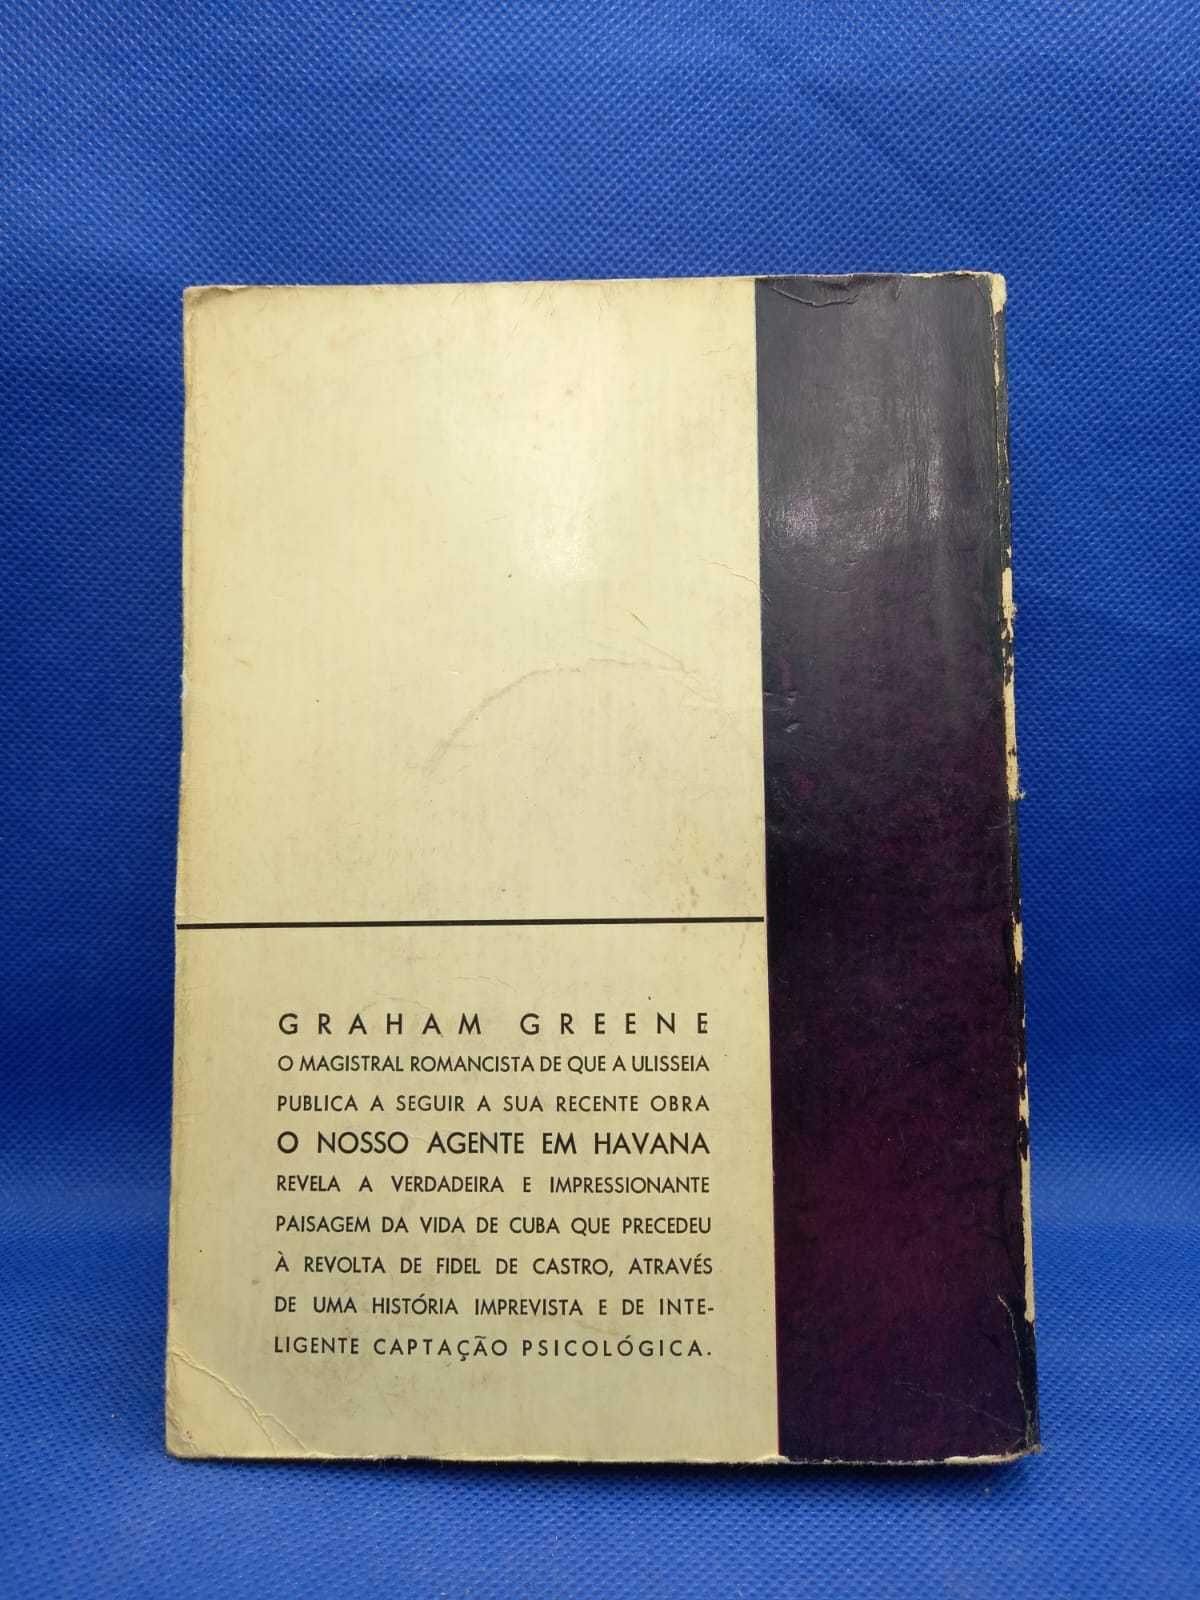 GRAHAM GREENE
O MAGISTRAL ROMANCISTA DE QUE A ULISSEIA
PUBLICA A SEGUIR A SUA RECENTE OBRA
O NOSSO AGENTE EM HAVANA
REVELA A VERDADEIRA E IMPRESSIONANTE
PAISAGEM DA VIDA DE CUBA QUE PRECEDEU
À REVOLTA DE FIDEL DE CASTRO, ATRAVÉS
DE UMA HISTÓRIA IMPREVISTA E DE INTE-
LIGENTE CAPTAÇÃO PSICOLÓGICA.